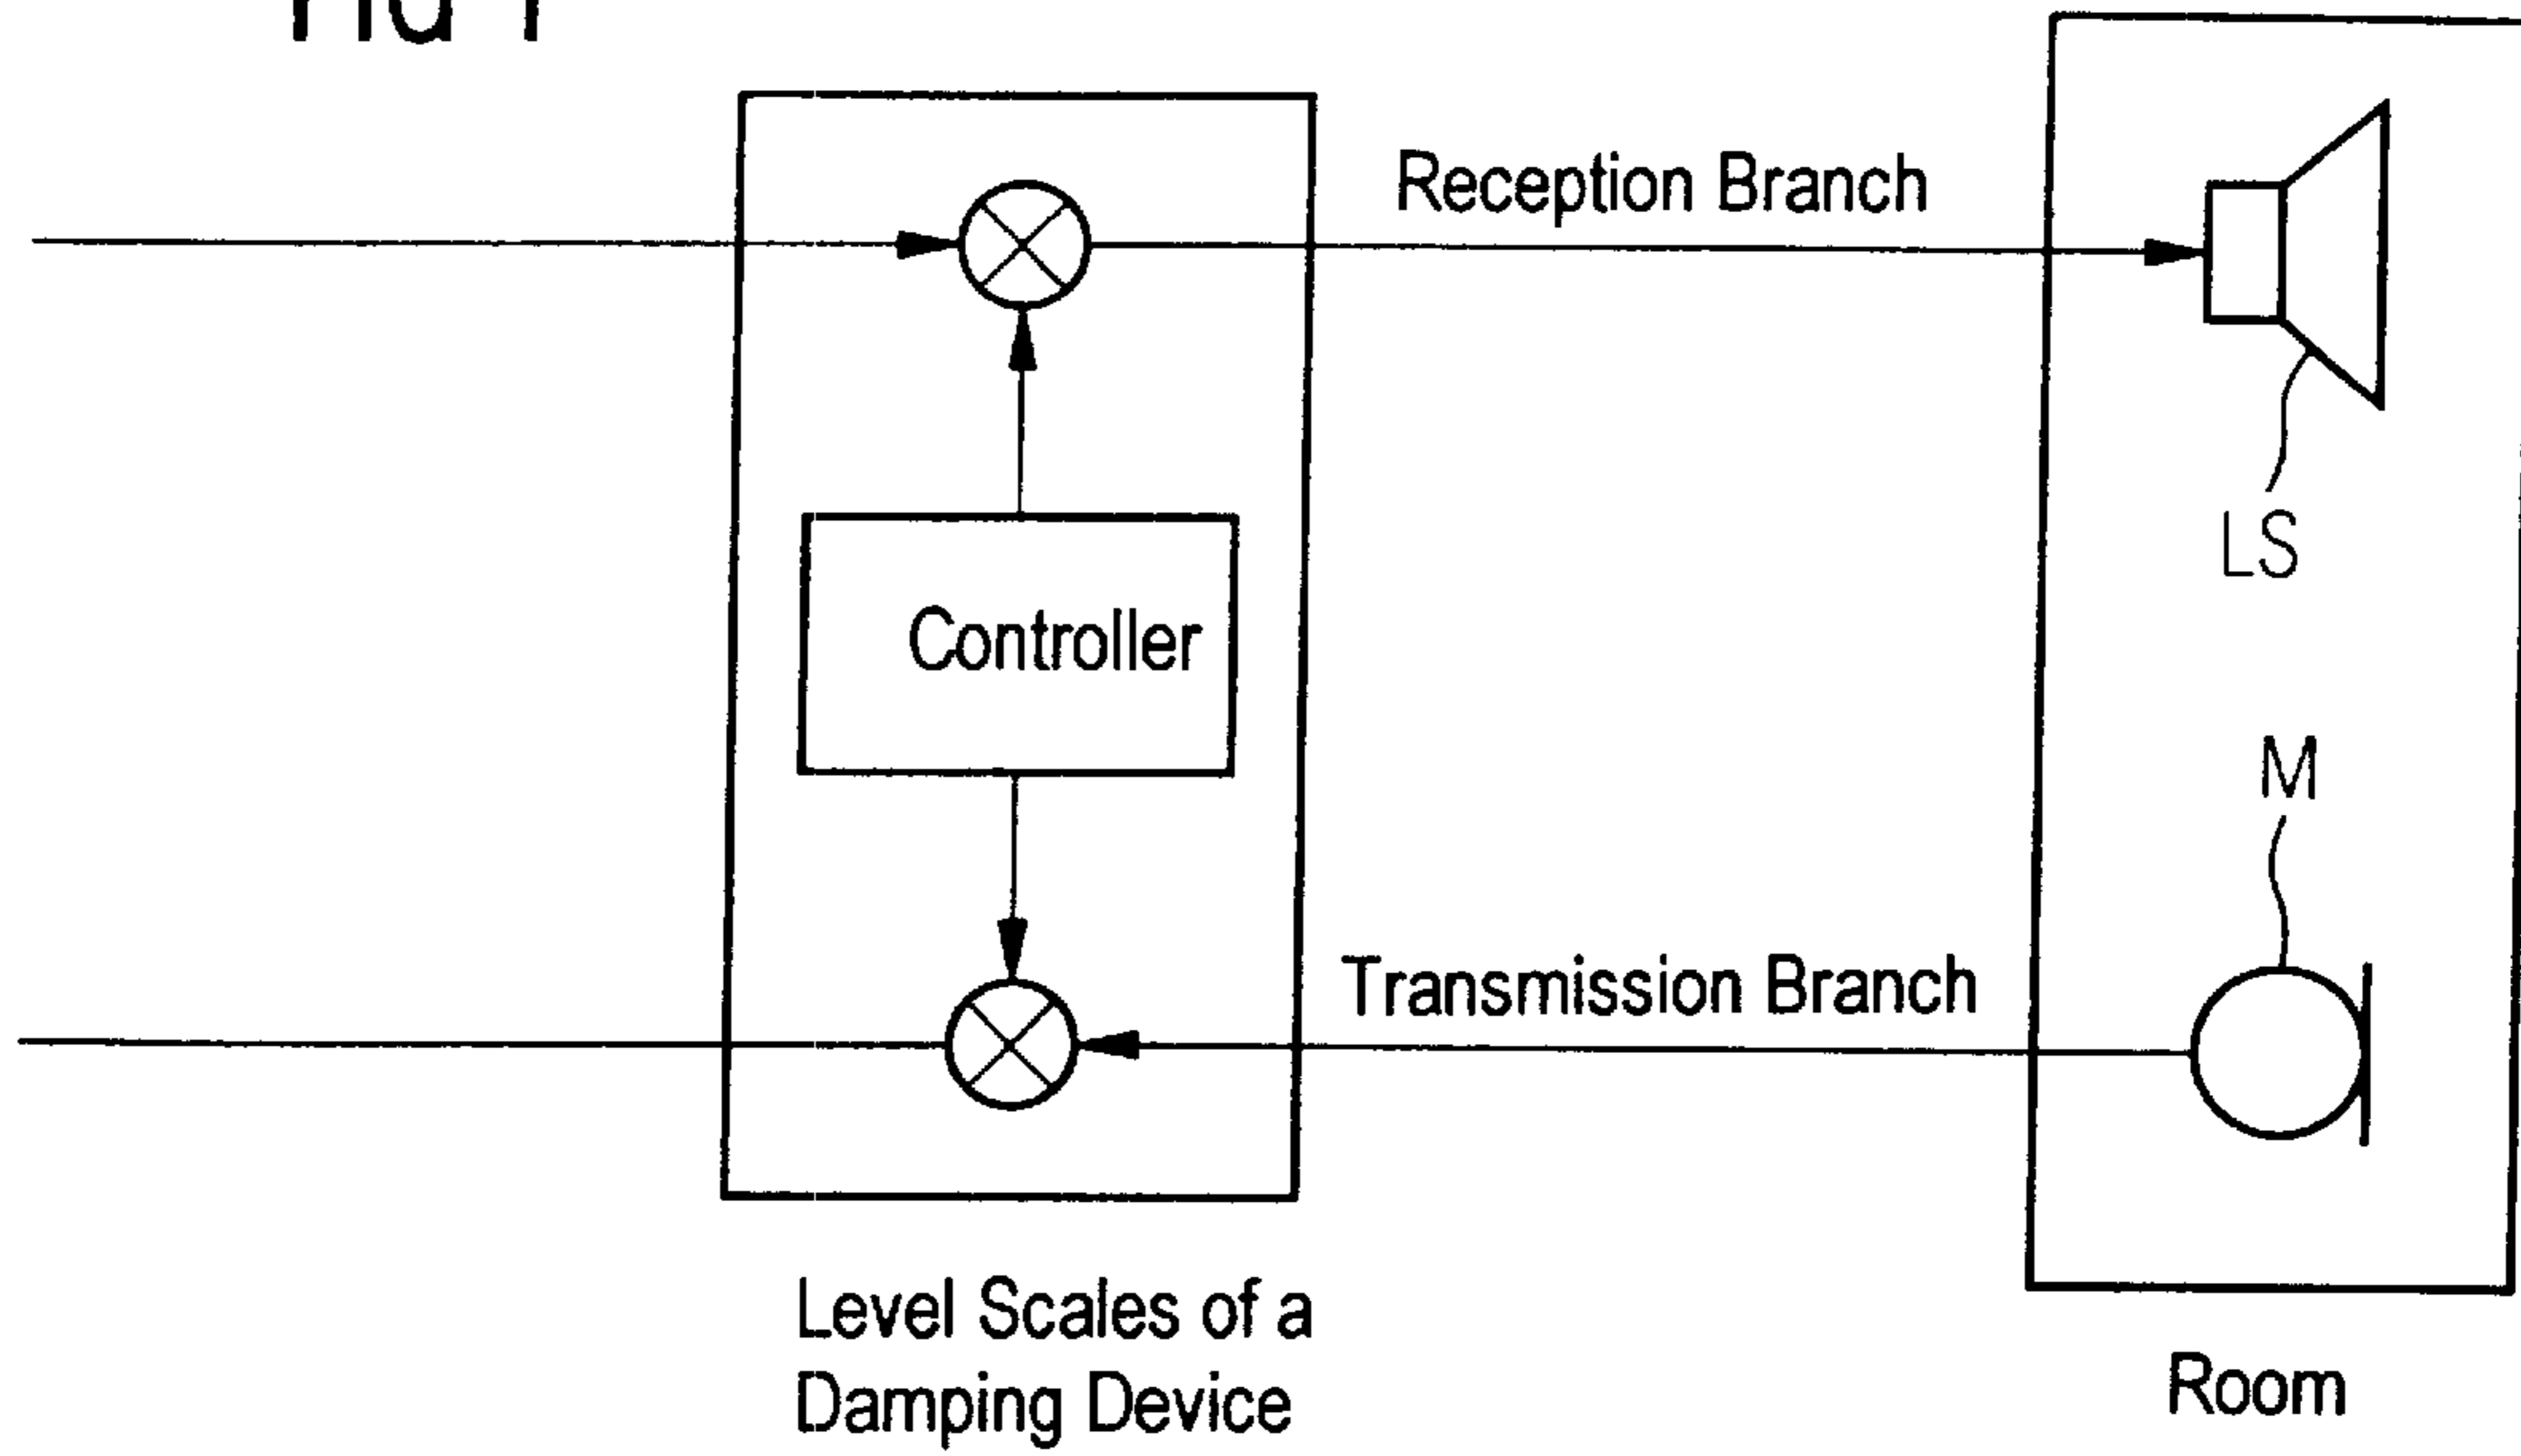 Reception Branch
LS
Controller
M
Transmission Branch
Level Scales of a
Damping Device
Room